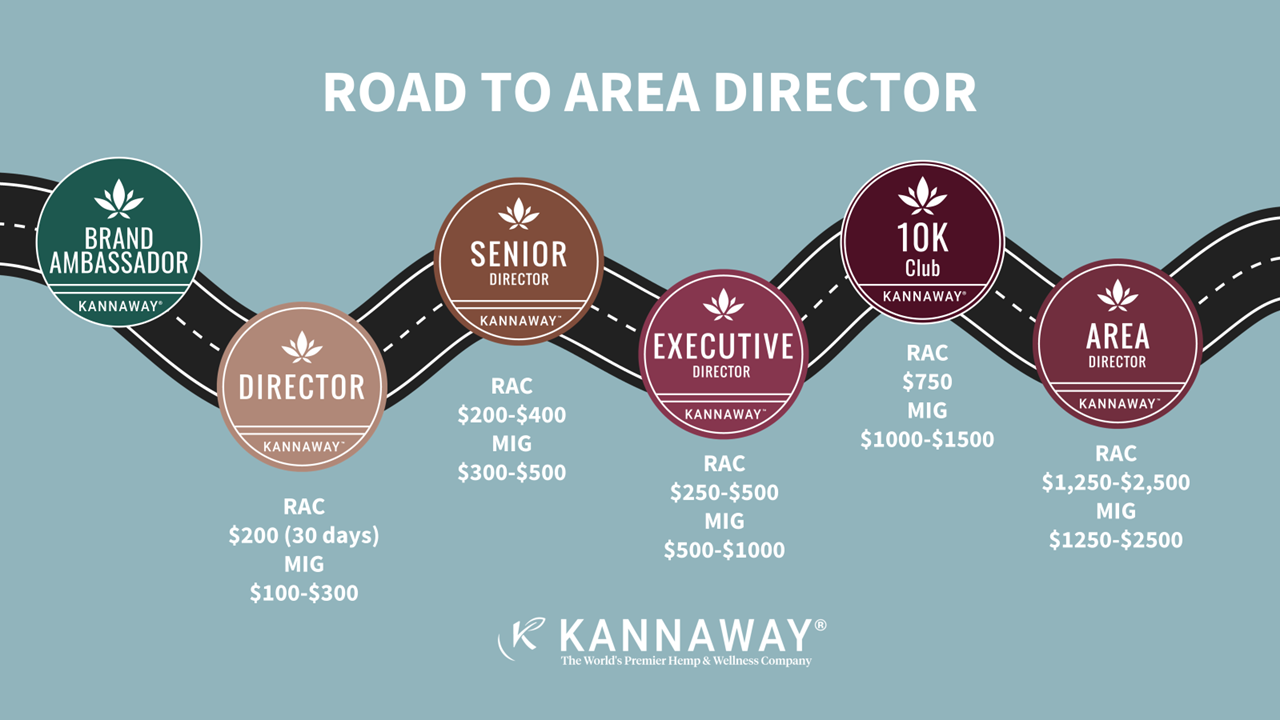 ROAD TO AREA DIRECTOR
BRAND
AMBASSADOR
KANNAWAY®
DIRECTOR
KANNAWAY™
RAC
$200 (30 days)
MIG
$100-$300
SENIOR
DIRECTOR
KANNAWAY™
RAC
$200-$400
MIG
$300-$500
EXECUTIVE
DIRECTOR
KANNAWAY™
RAC
$250-$500
MIG
$500-$1000
10K
Club
KANNAWAY®
RAC
$750
MIG
$1000-$1500
AREA
DIRECTOR
KANNAWAY™
RAC
$1,250-$2,500
MIG
$1250-$2500
KANNAWAY®
The World's Premier Hemp & Wellness Company